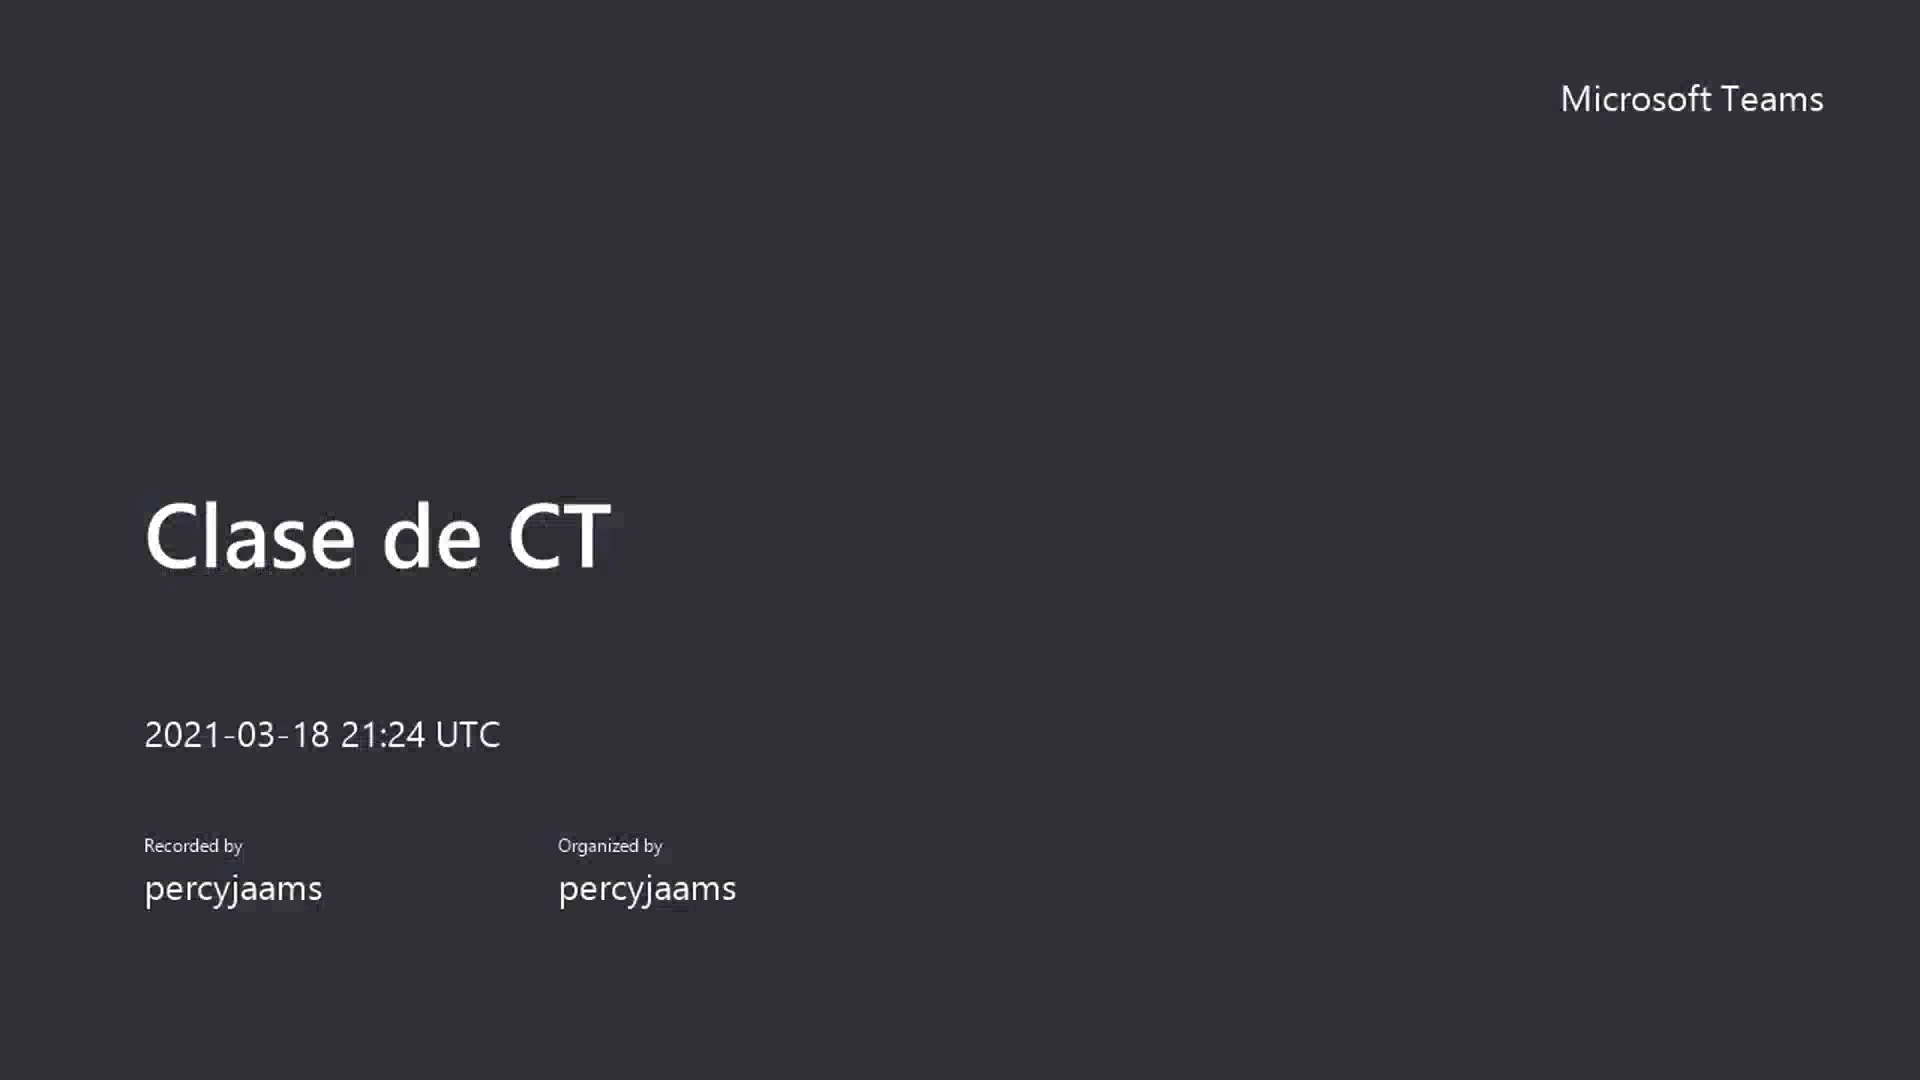 Microsoft Teams
Clase de CT
2021-03-18 21:24 UTC
Recorded by
percyjaams
Organized by
percyjaams